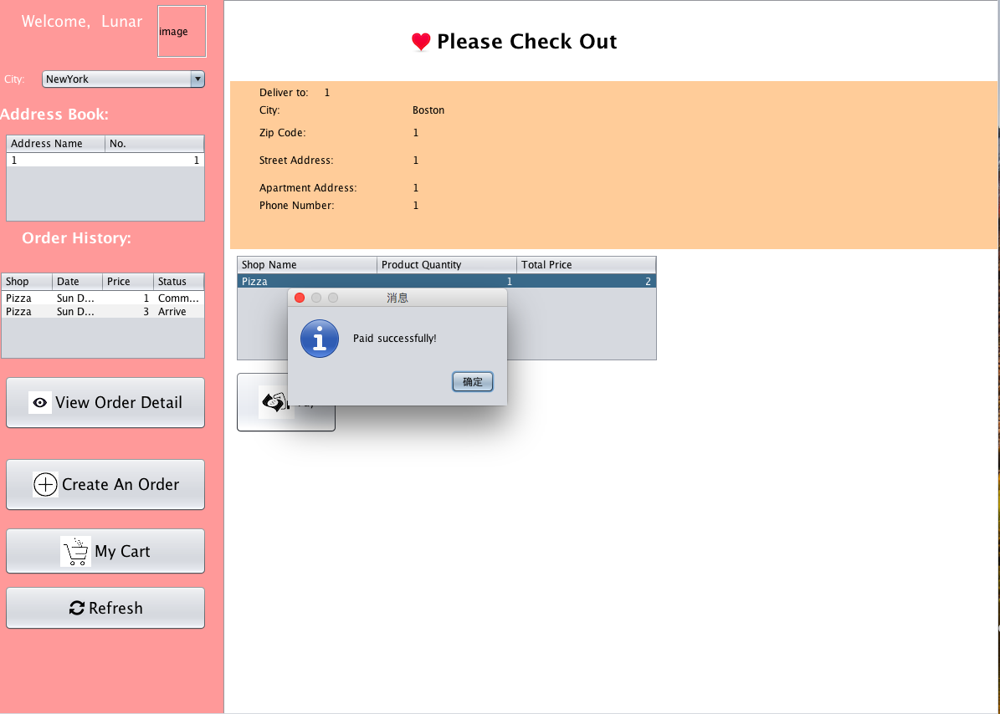 Welcome, Lunar
image
City:
NewYork
Address Book:
Address Name No.
1 1
Order History:
Shop Date Price Status
Pizza Sun D... 1 Comm...
Pizza Sun D... 3 Arrive
View Order Detail
Create An Order
My Cart
Refresh
Please Check Out
Deliver to: 1
City: Boston
Zip Code: 1
Street Address: 1
Apartment Address: 1
Phone Number: 1
Shop Name Product Quantity Total Price
Pizza 1 2
消息
Paid successfully!
确定